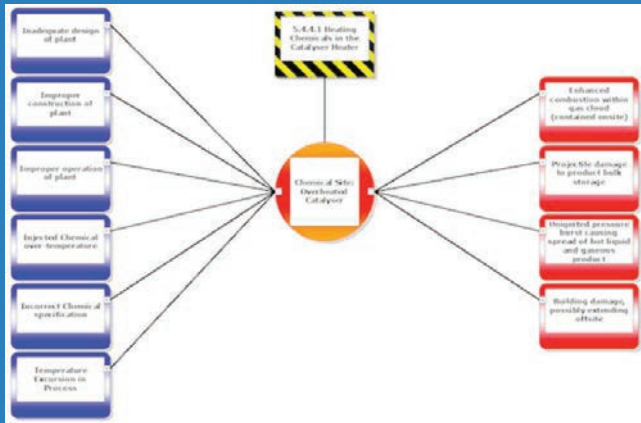 Inadequate design
of plant
Improper
construction of
plant
Improper operation
of plant
Injected Chemical
over-temperature
Incorrect Chemical
specification
Temperature
Excursion in
Process
5.4.4.1 Heating
Chemicals in the
Catalyser Heater
Chemical Site:
Overheated
Catalyser
Enhanced
combustion within
gas cloud
(contained onsite)
Projectile damage
to product bulk
storage
Unignited pressure
burst causing
spread of hot liquid
and gaseous
product
Building damage,
possibly extending
offsite